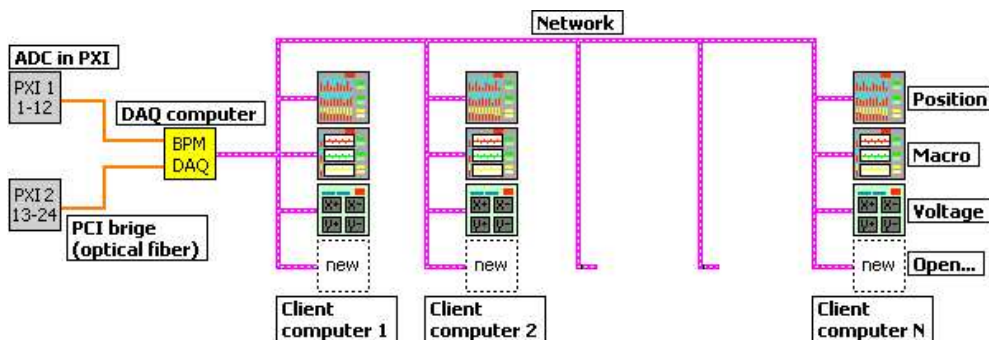 Network
ADC in PXI
PXI 1
1-12
DAQ computer
BPM
DAQ
PXI 2
13-24
PCI brige
(optical fiber)
X+ X-
Y+ Y-
new
Client
computer 1
X+ X-
Y+ Y-
new
Client
computer 2
X+ X-
Y+ Y-
new
Client
computer N
Position
Macro
Voltage
Open...